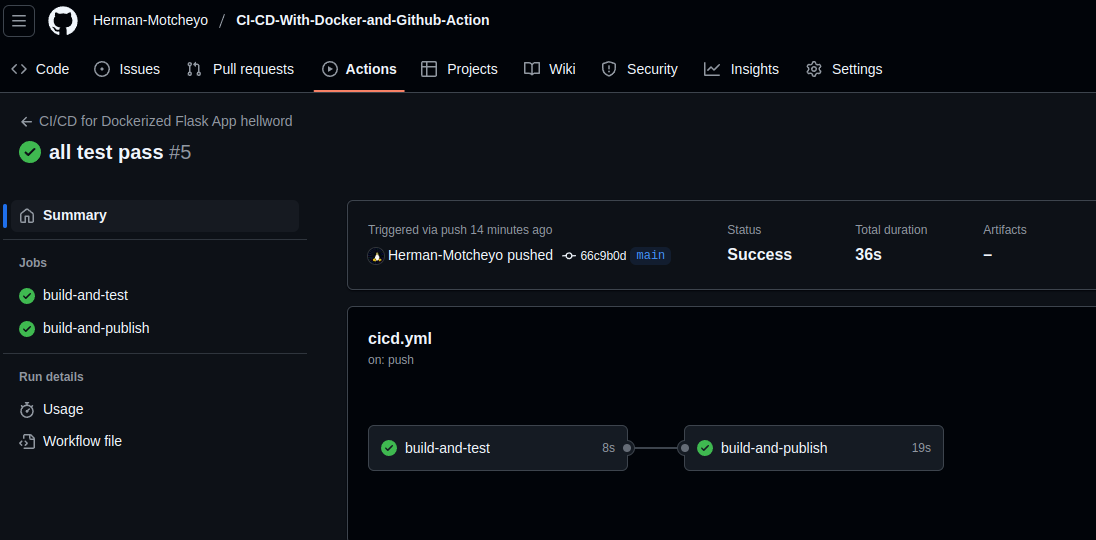 Herman-Motcheyo / CI-CD-With-Docker-and-Github-Action
Code Issues Pull requests Actions Projects Wiki Security Insights Settings
CI/CD for Dockerized Flask App hellword
all test pass #5
Summary
Jobs
build-and-test
build-and-publish
Run details
Usage
Workflow file
Triggered via push 14 minutes ago
Herman-Motcheyo pushed 66c9b0d main
Status
Success
Total duration
36s
Artifacts
–
cicd.yml
on: push
build-and-test 8s
build-and-publish 19s